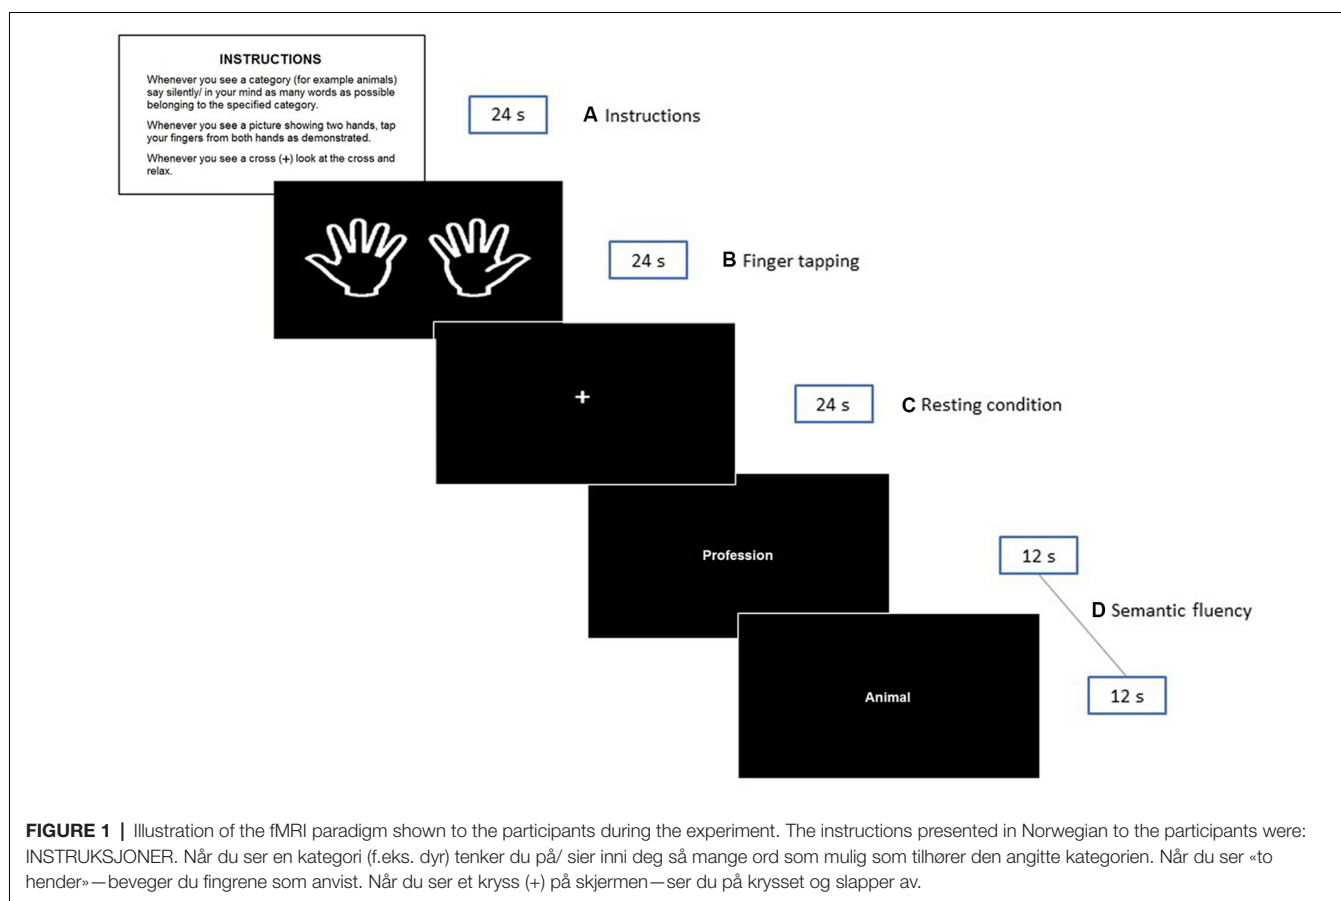 INSTRUCTIONS
Whenever you see a category (for example animals)
say silently/ in your mind as many words as possible
belonging to the specified category.
Whenever you see a picture showing two hands, tap
your fingers from both hands as demonstrated.
Whenever you see a cross (+) look at the cross and
relax.
24 s
A Instructions
24 s
B Finger tapping
+
24 s
C Resting condition
Profession
12 s
D Semantic fluency
Animal
12 s
FIGURE 1 | Illustration of the fMRI paradigm shown to the participants during the experiment. The instructions presented in Norwegian to the participants were:
INSTRUKSJONER. Når du ser en kategori (f.eks. dyr) tenker du på/ sier inni deg så mange ord som mulig som tilhører den angitte kategorien. Når du ser «to
hender»—beveger du fingrene som anvist. Når du ser et kryss (+) på skjermen—ser du på krysset og slapper av.